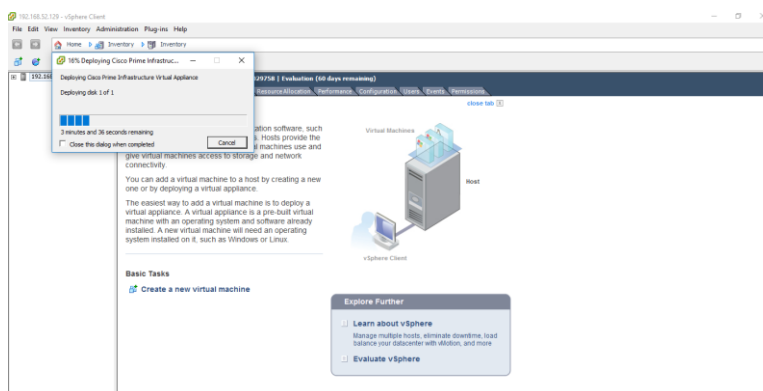 192.168.52.129 - vSphere Client
File Edit View Inventory Administration Plug-ins Help
Home Inventory Inventory
16% Deploying Cisco Prime Infrastruc...
Deploying Cisco Prime Infrastructure Virtual Appliance
Deploying disk 1 of 1
3 minutes and 36 seconds remaining
Close this dialog when completed
Cancel
192.168
29758 | Evaluation (60 days remaining)
Resource Allocation Performance Configuration Users Events Permissions
close tab
ation software, such
s. Hosts provide the
al machines use and
give virtual machines access to storage and network
connectivity.
You can add a virtual machine to a host by creating a new
one or by deploying a virtual appliance.
The easiest way to add a virtual machine is to deploy a
virtual appliance. A virtual appliance is a pre-built virtual
machine with an operating system and software already
installed. A new virtual machine will need an operating
system installed on it, such as Windows or Linux.
Virtual Machines
Host
vSphere Client
Basic Tasks
Create a new virtual machine
Explore Further
Learn about vSphere
Manage multiple hosts, eliminate downtime, load
balance your datacenter with vMotion, and more
Evaluate vSphere